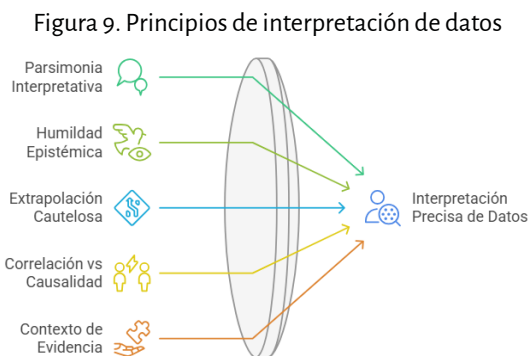 Figura 9. Principios de interpretación de datos
Parsimonia
Interpretativa
Humildad
Epistémica
Extrapolación
Cautelosa
Interpretación
Precisa de Datos
Correlación vs
Causalidad
Contexto de
Evidencia